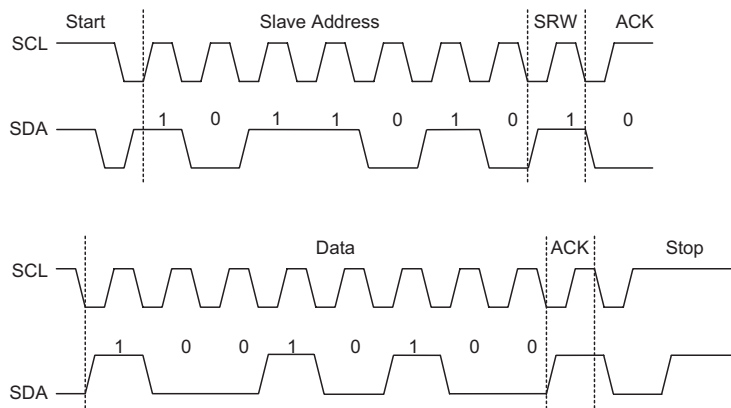 Start Slave Address SRW ACK
SCL
1 0 1 1 0 1 0 1 0
SDA
Data ACK Stop
SCL
1 0 0 1 0 1 0 0
SDA